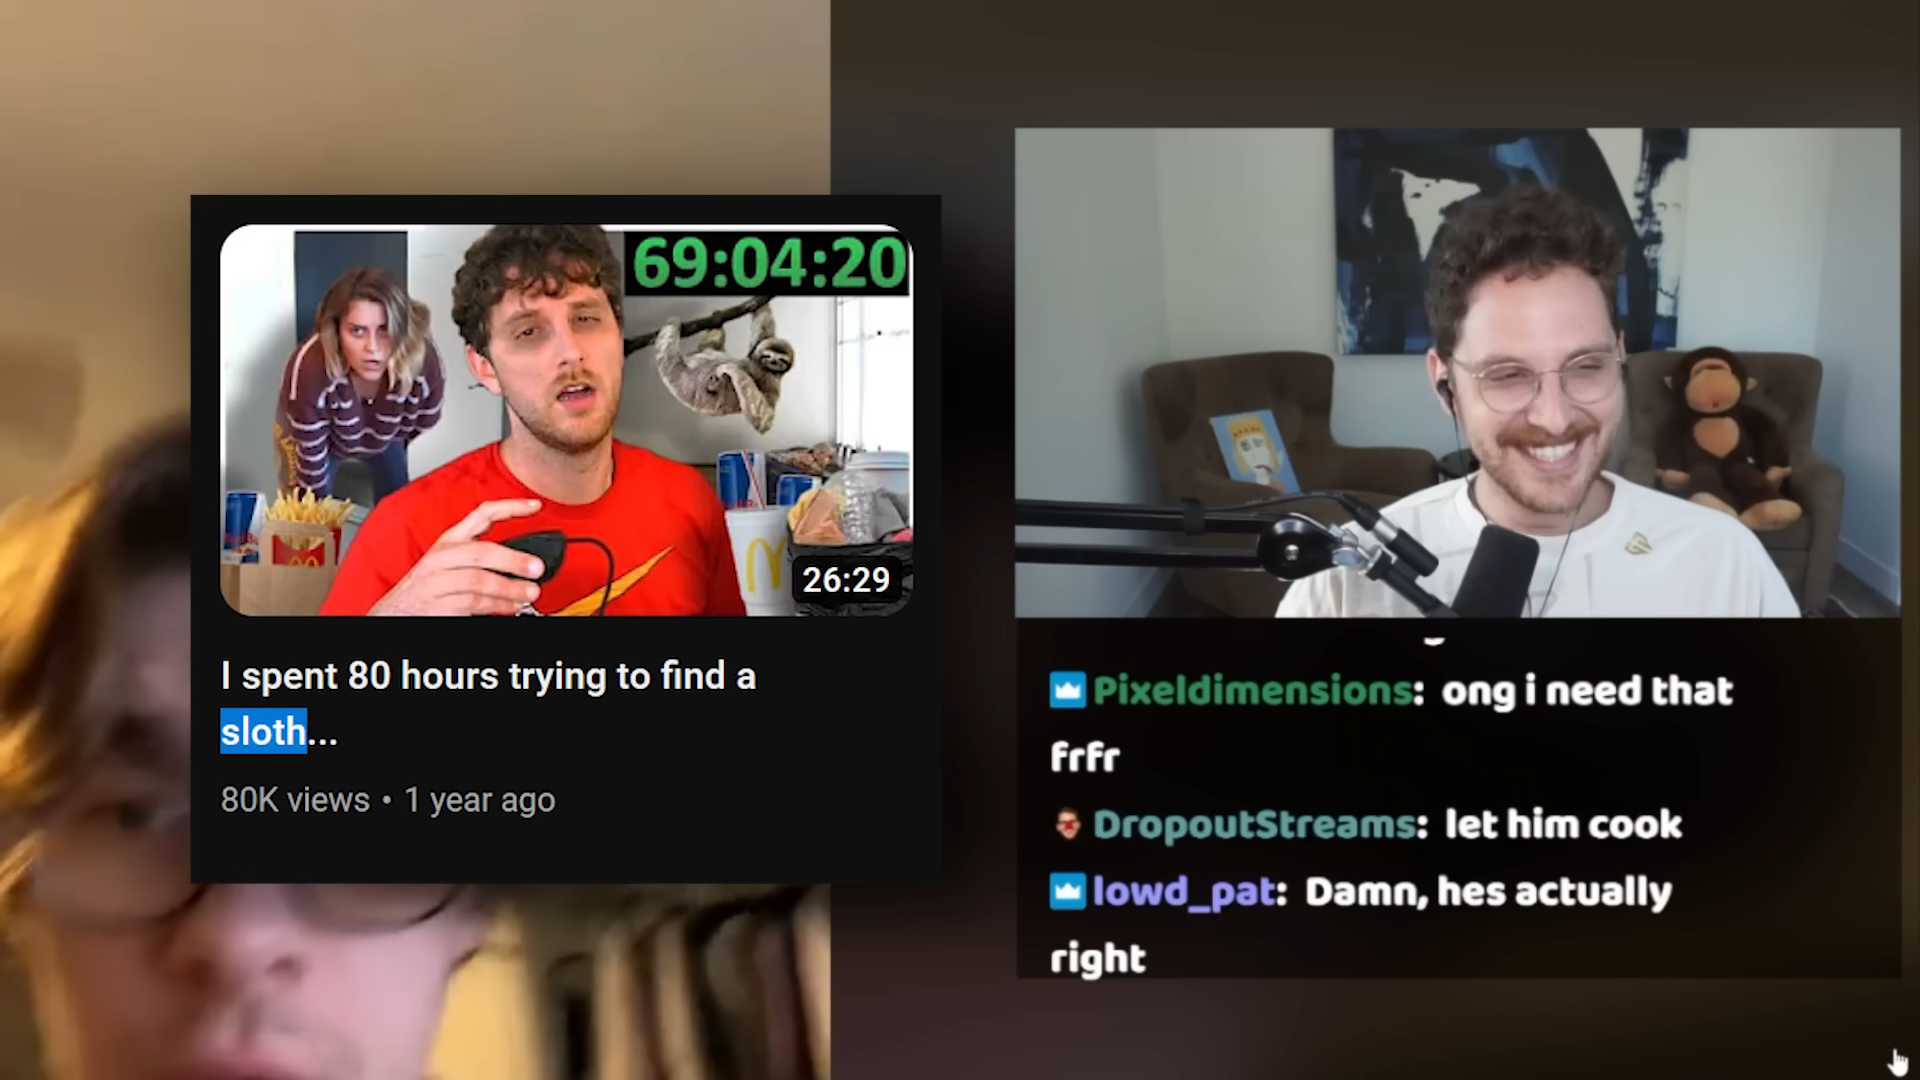 69:04:20
26:29
I spent 80 hours trying to find a
sloth...
80K views • 1 year ago
Pixeldimensions: ong i need that
frfr
DropoutStreams: let him cook
lowd_pat: Damn, hes actually
right